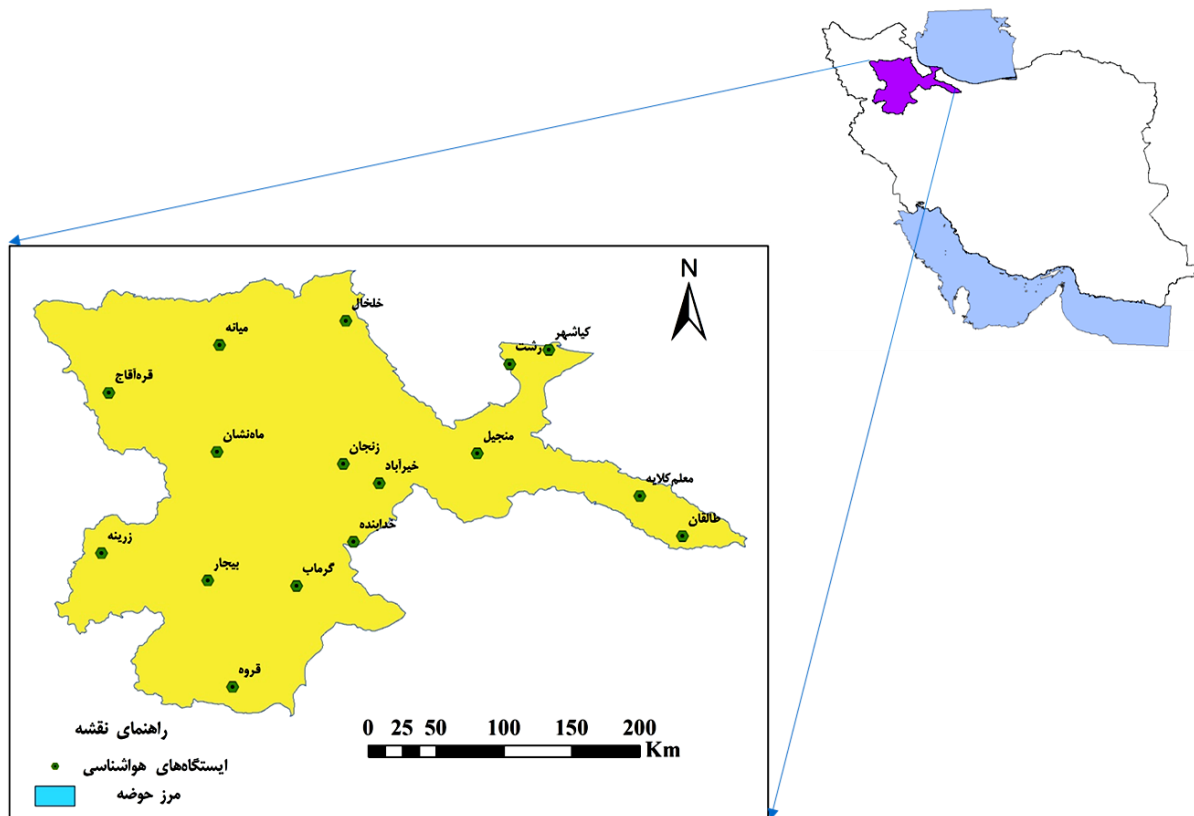 N
خلخال
کیاشهر
رشت
میانه
قره‌آقاج
ماه‌نشان
زنجان
منجیل
خیرآباد
معلم‌کلایه
طالقان
خدابنده
زرینه
بیجار
گرماب
قروه
0 25 50 100 150 200
Km
راهنمای نقشه
ایستگاه‌های هواشناسی
مرز حوضه